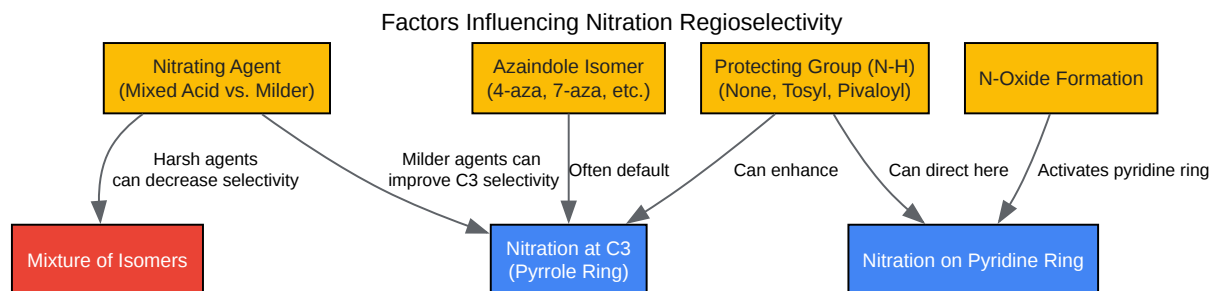 Factors Influencing Nitration Regioselectivity
Nitrating Agent
(Mixed Acid vs. Milder)
Azaindole Isomer
(4-aza, 7-aza, etc.)
Protecting Group (N-H)
(None, Tosyl, Pivaloyl)
N-Oxide Formation
Harsh agents
can decrease selectivity
Milder agents can
improve C3 selectivity
Often default
Can enhance
Can direct here
Activates pyridine ring
Mixture of Isomers
Nitration at C3
(Pyrrole Ring)
Nitration on Pyridine Ring